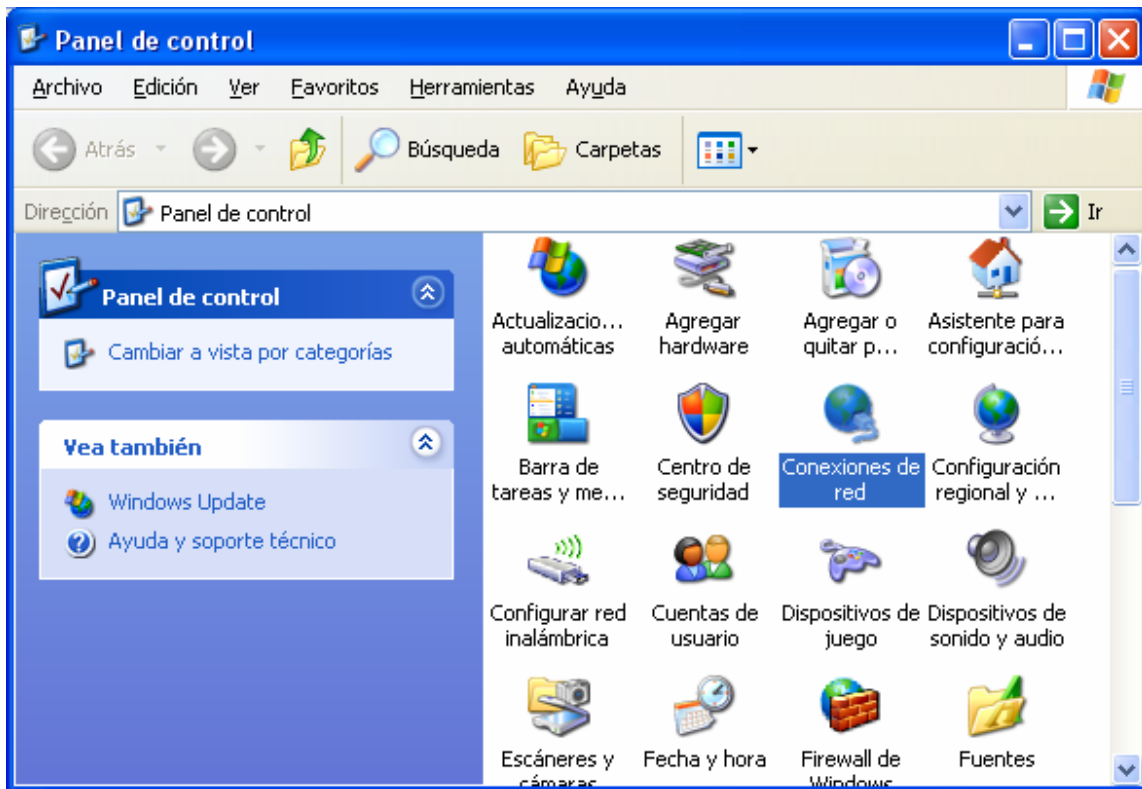 Panel de control
Archivo Edición Ver Favoritos Herramientas Ayuda
Atrás Búsqueda Carpetas
Dirección Panel de control Ir
Panel de control
Cambiar a vista por categorías
Vea también
Windows Update
Ayuda y soporte técnico
Actualizacio... Agregar Agregar o Asistente para
automáticas hardware quitar p... configuració...
Barra de Centro de Conexiones de Configuración
tareas y me... seguridad red regional y ...
Configurar red Cuentas de Dispositivos de Dispositivos de
inalámbrica usuario juego sonido y audio
Escáneres y Fecha y hora Firewall de Fuentes
cámaras Windows